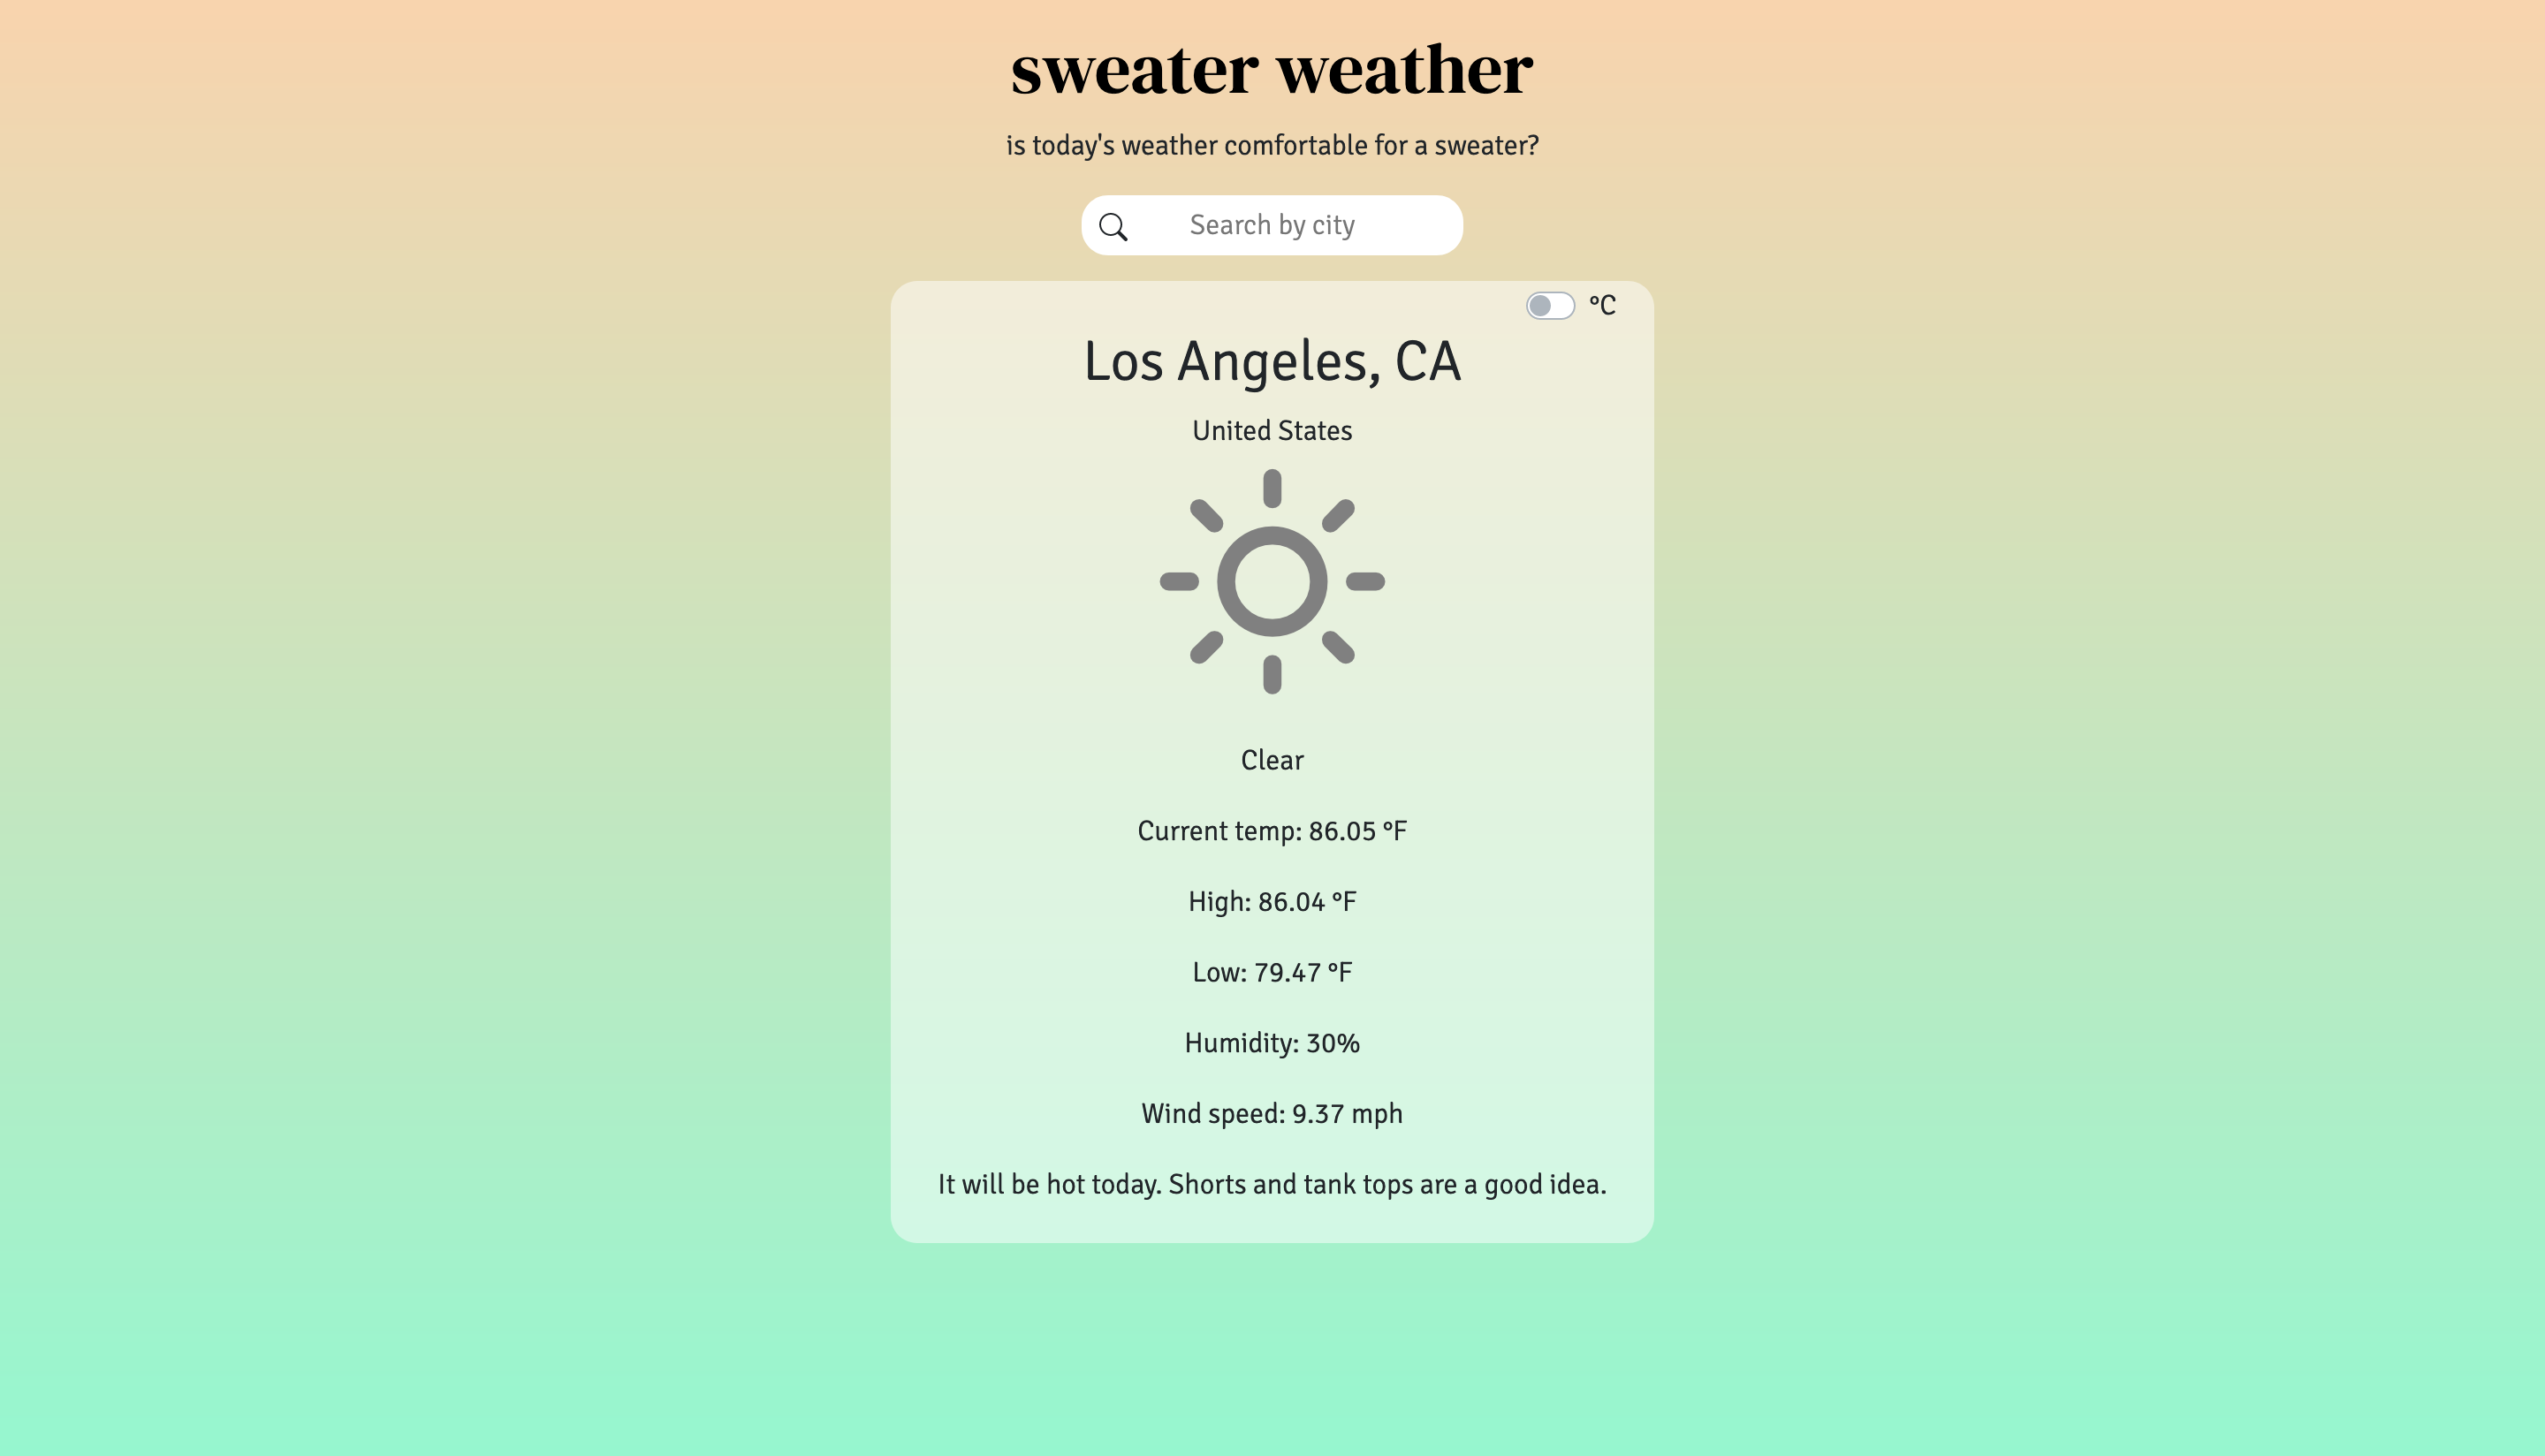 sweater weather
is today's weather comfortable for a sweater?
Search by city
°C
Los Angeles, CA
United States
Clear
Current temp: 86.05 °F
High: 86.04 °F
Low: 79.47 °F
Humidity: 30%
Wind speed: 9.37 mph
It will be hot today. Shorts and tank tops are a good idea.